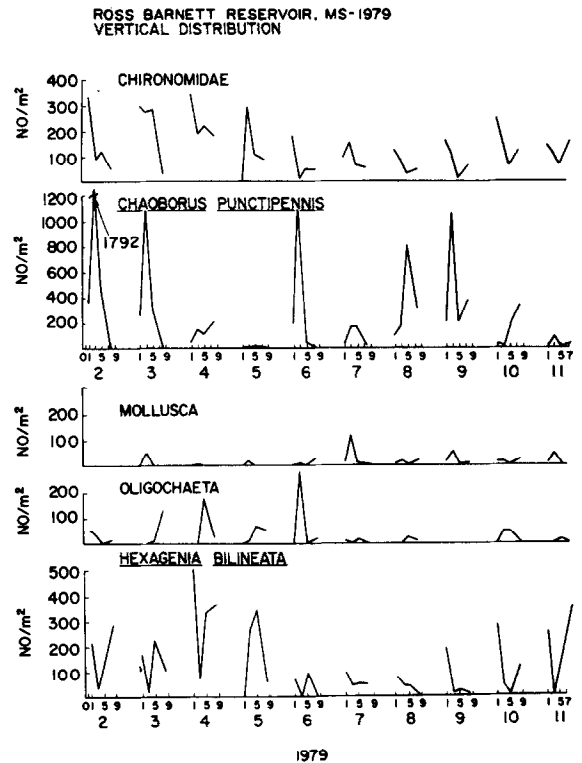 ROSS BARNETT RESERVOIR, MS-1979
VERTICAL DISTRIBUTION
CHIRONOMIDAE
NO/m²
400
300
200
100
CHAOBORUS PUNCTIPENNIS
NO/m²
1200
1000
800
600
400
200
1792
01 5 9 1 5 9 1 5 9 1 5 9 1 5 9 1 5 9 1 5 9 1 5 9 1 5 9 1 57
2 3 4 5 6 7 8 9 10 11
MOLLUSCA
NO/m²
200
100
OLIGOCHAETA
NO/m²
200
100
HEXAGENIA BILINEATA
NO/m²
500
400
300
200
100
01 5 9 1 5 9 1 5 9 1 5 9 1 5 9 1 5 9 1 5 9 1 5 9 1 5 9 1 57
2 3 4 5 6 7 8 9 10 11
1979